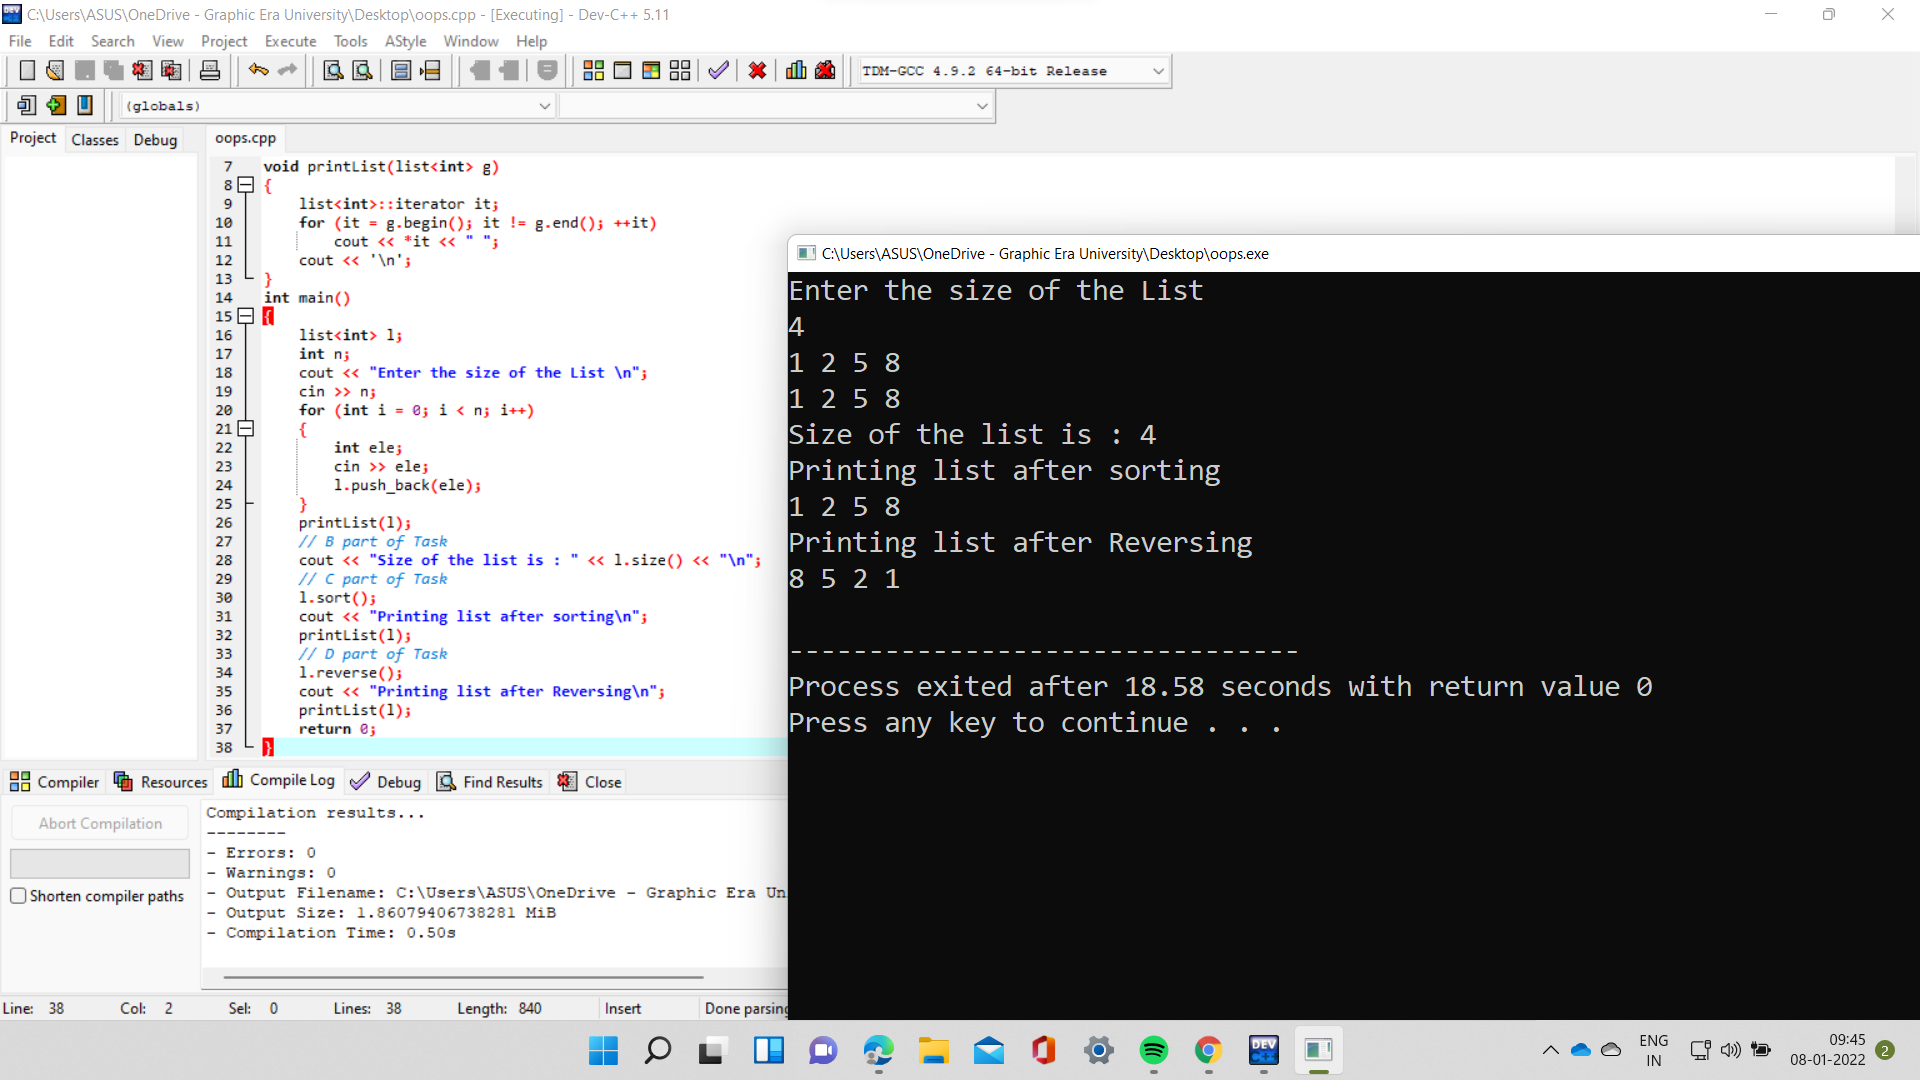 C:\Users\ASUS\OneDrive - Graphic Era University\Desktop\oops.cpp - [Executing] - Dev-C++ 5.11
File Edit Search View Project Execute Tools AStyle Window Help
TDM-GCC 4.9.2 64-bit Release
(globals)
Project Classes Debug
oops.cpp
7 void printList(list<int> g)
8 {
9 list<int>::iterator it;
10 for (it = g.begin(); it != g.end(); ++it)
11 cout << *it << " ";
12 cout << '\n';
13 }
14 int main()
15 {
16 list<int> l;
17 int n;
18 cout << "Enter the size of the List \n";
19 cin >> n;
20 for (int i = 0; i < n; i++)
21 {
22 int ele;
23 cin >> ele;
24 l.push_back(ele);
25 }
26 printList(l);
27 // B part of Task
28 cout << "Size of the list is : " << l.size() << "\n";
29 // C part of Task
30 l.sort();
31 cout << "Printing list after sorting\n";
32 printList(l);
33 // D part of Task
34 l.reverse();
35 cout << "Printing list after Reversing\n";
36 printList(l);
37 return 0;
38 }
C:\Users\ASUS\OneDrive - Graphic Era University\Desktop\oops.exe
Enter the size of the List
4
1 2 5 8
1 2 5 8
Size of the list is : 4
Printing list after sorting
1 2 5 8
Printing list after Reversing
8 5 2 1
--------------------------------
Process exited after 18.58 seconds with return value 0
Press any key to continue . . .
Compiler Resources Compile Log Debug Find Results Close
Abort Compilation
Shorten compiler paths
Compilation results...
--------
- Errors: 0
- Warnings: 0
- Output Filename: C:\Users\ASUS\OneDrive - Graphic Era Un
- Output Size: 1.86079406738281 MiB
- Compilation Time: 0.50s
Line: 38 Col: 2 Sel: 0 Lines: 38 Length: 840 Insert Done parsing
DEV C++
ENG
IN
09:45
08-01-2022
2